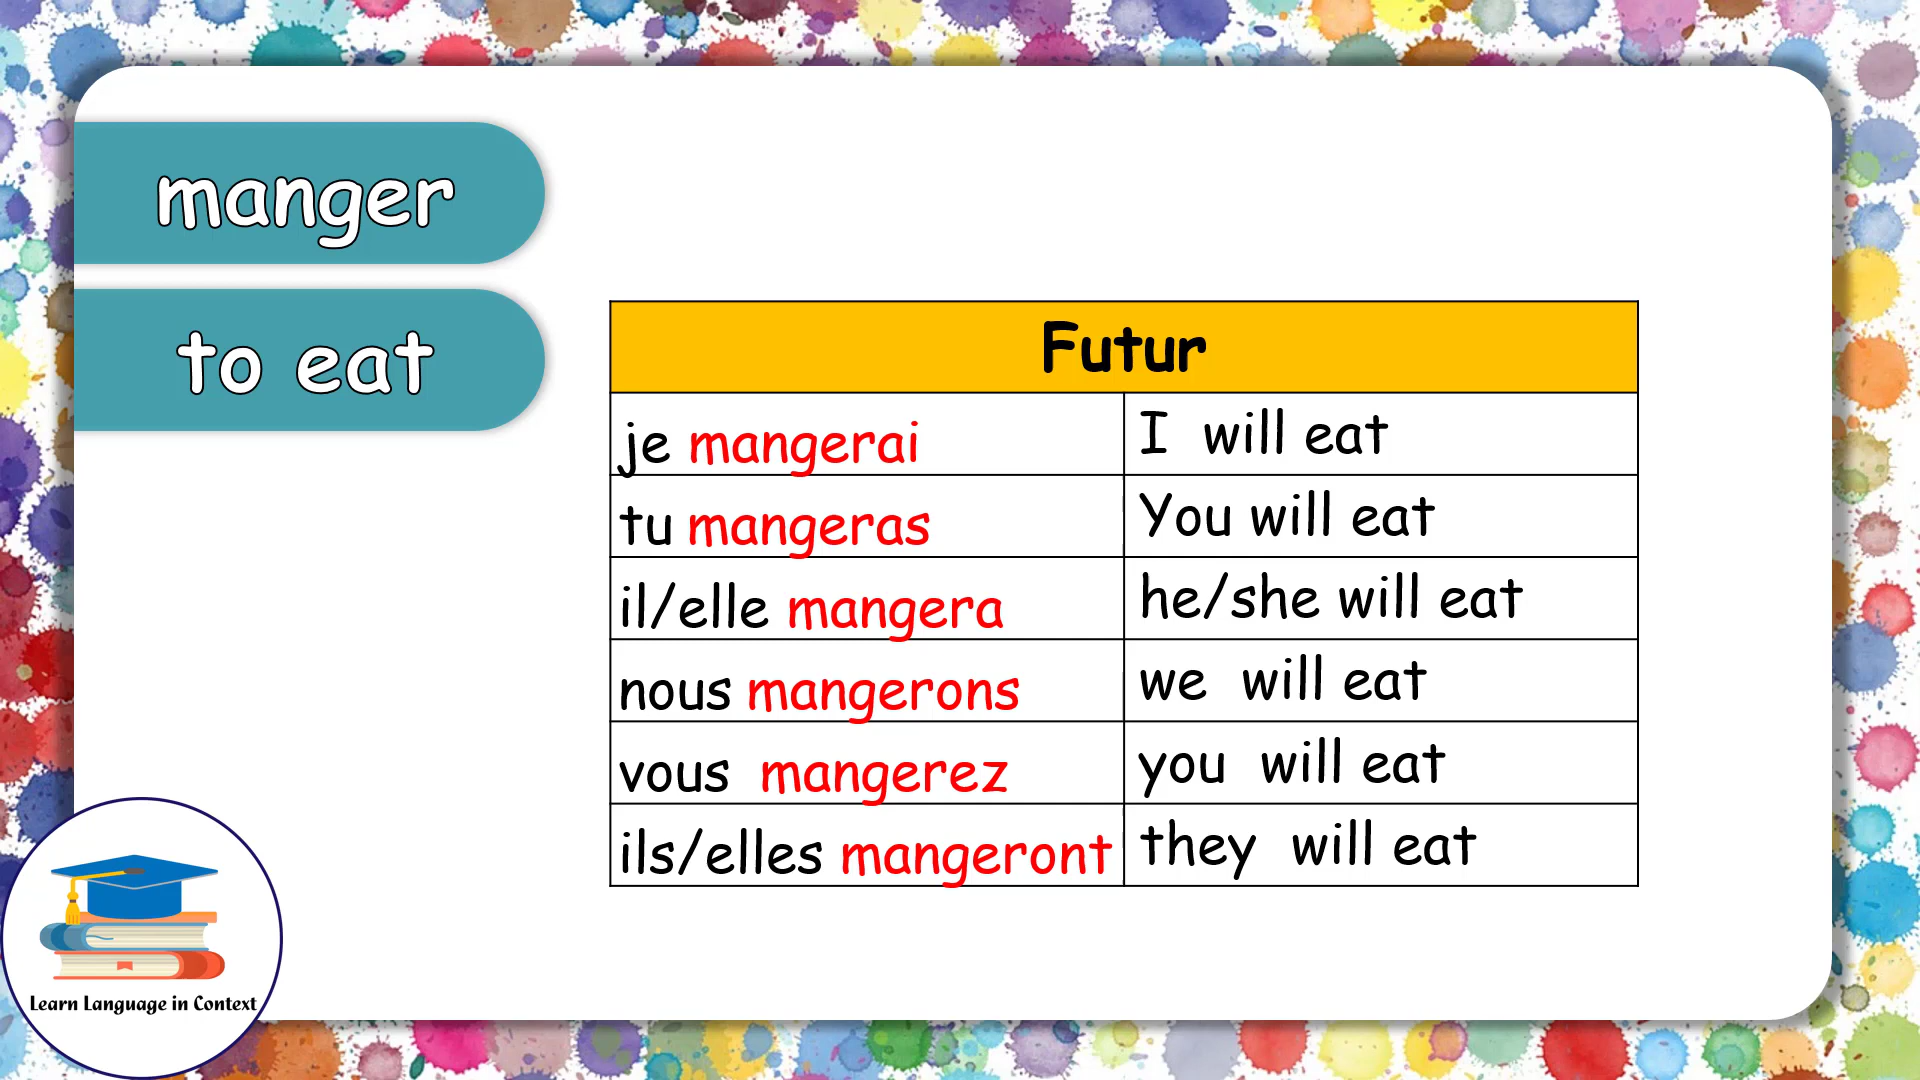 manger
to eat
Futur
je mangerai I will eat
tu mangeras You will eat
il/elle mangera he/she will eat
nous mangerons we will eat
vous mangerez you will eat
ils/elles mangeront they will eat
Learn Language in Context